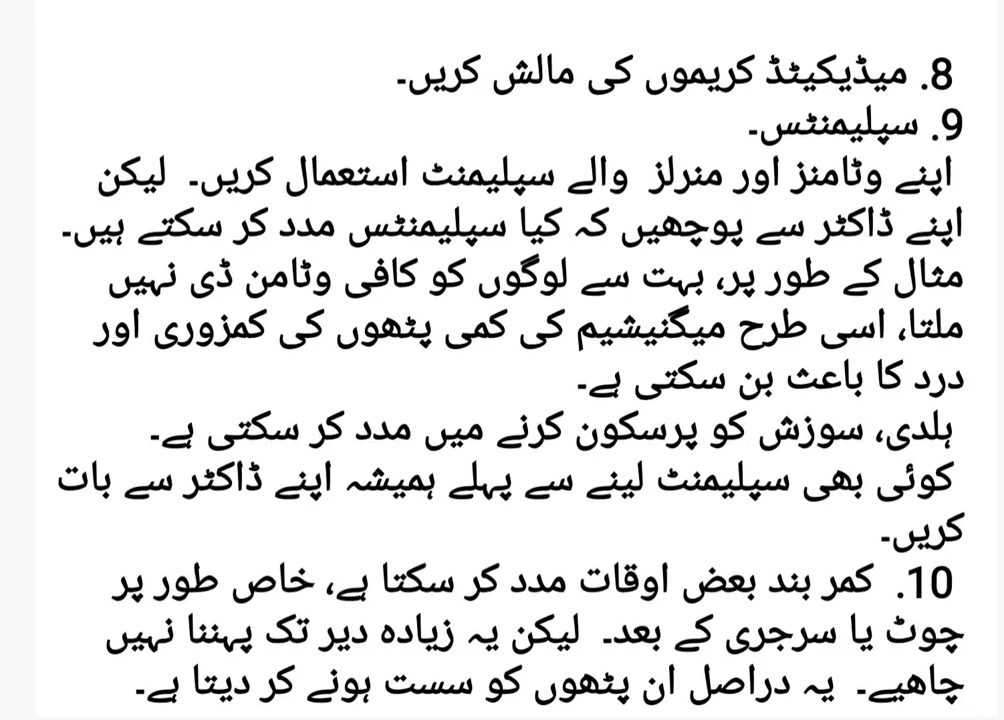 8. میڈیکیٹڈ کریموں کی مالش کریں۔
9. سپلیمنٹس۔
اپنے وٹامنز اور منرلز والے سپلیمنٹ استعمال کریں۔ لیکن
اپنے ڈاکٹر سے پوچھیں کہ کیا سپلیمنٹس مدد کر سکتے ہیں۔
مثال کے طور پر، بہت سے لوگوں کو کافی وٹامن ڈی نہیں
ملتا، اسی طرح میگنیشیم کی کمی پٹھوں کی کمزوری اور
درد کا باعث بن سکتی ہے۔
ہلدی، سوزش کو پرسکون کرنے میں مدد کر سکتی ہے۔
کوئی بھی سپلیمنٹ لینے سے پہلے ہمیشہ اپنے ڈاکٹر سے بات
کریں۔
10. کمر بند بعض اوقات مدد کر سکتا ہے، خاص طور پر
چوٹ یا سرجری کے بعد۔ لیکن یہ زیادہ دیر تک پہننا نہیں
چاھیے۔ یہ دراصل ان پٹھوں کو سست ہونے کر دیتا ہے۔